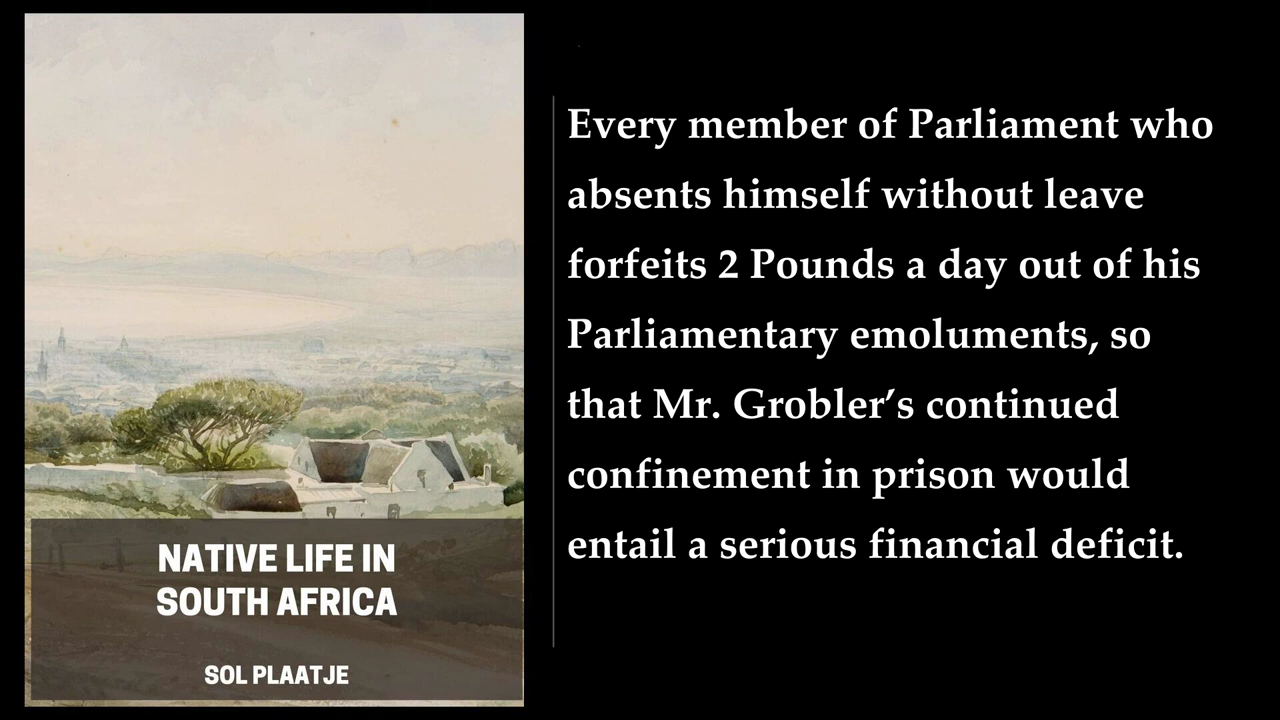 NATIVE LIFE IN
SOUTH AFRICA
SOL PLAATJE
Every member of Parliament who
absents himself without leave
forfeits 2 Pounds a day out of his
Parliamentary emoluments, so
that Mr. Grobler’s continued
confinement in prison would
entail a serious financial deficit.